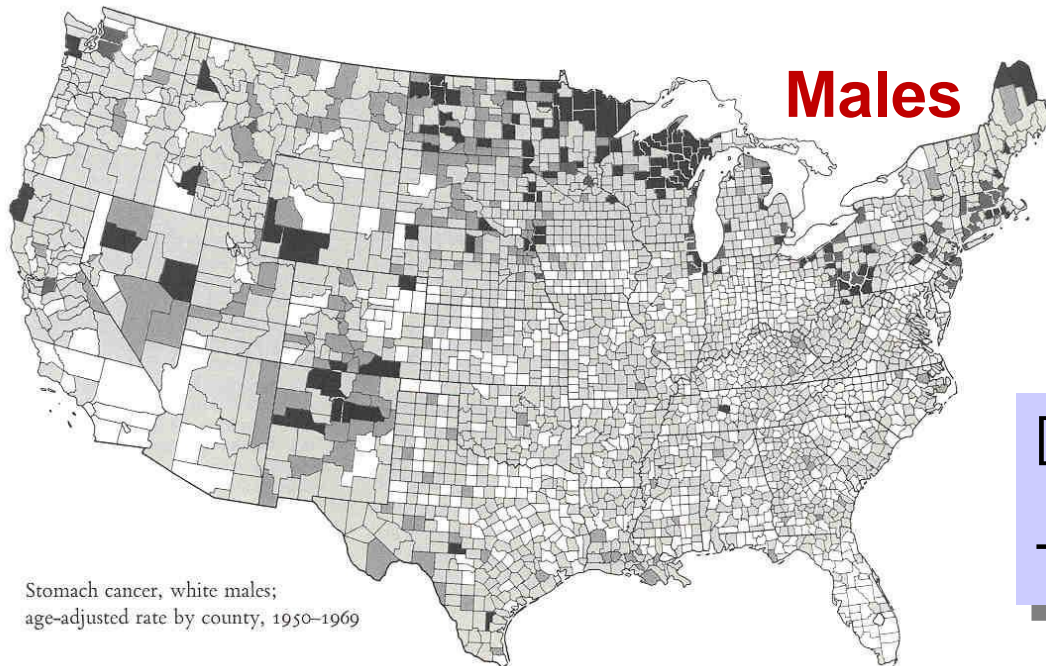 Males
Stomach cancer, white males;
age-adjusted rate by county, 1950–1969